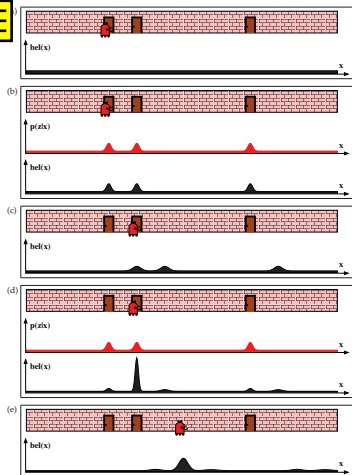 bel(x)
x
(b)
p(z|x)
x
bel(x)
x
(c)
bel(x)
x
(d)
p(z|x)
x
bel(x)
x
(e)
bel(x)
x